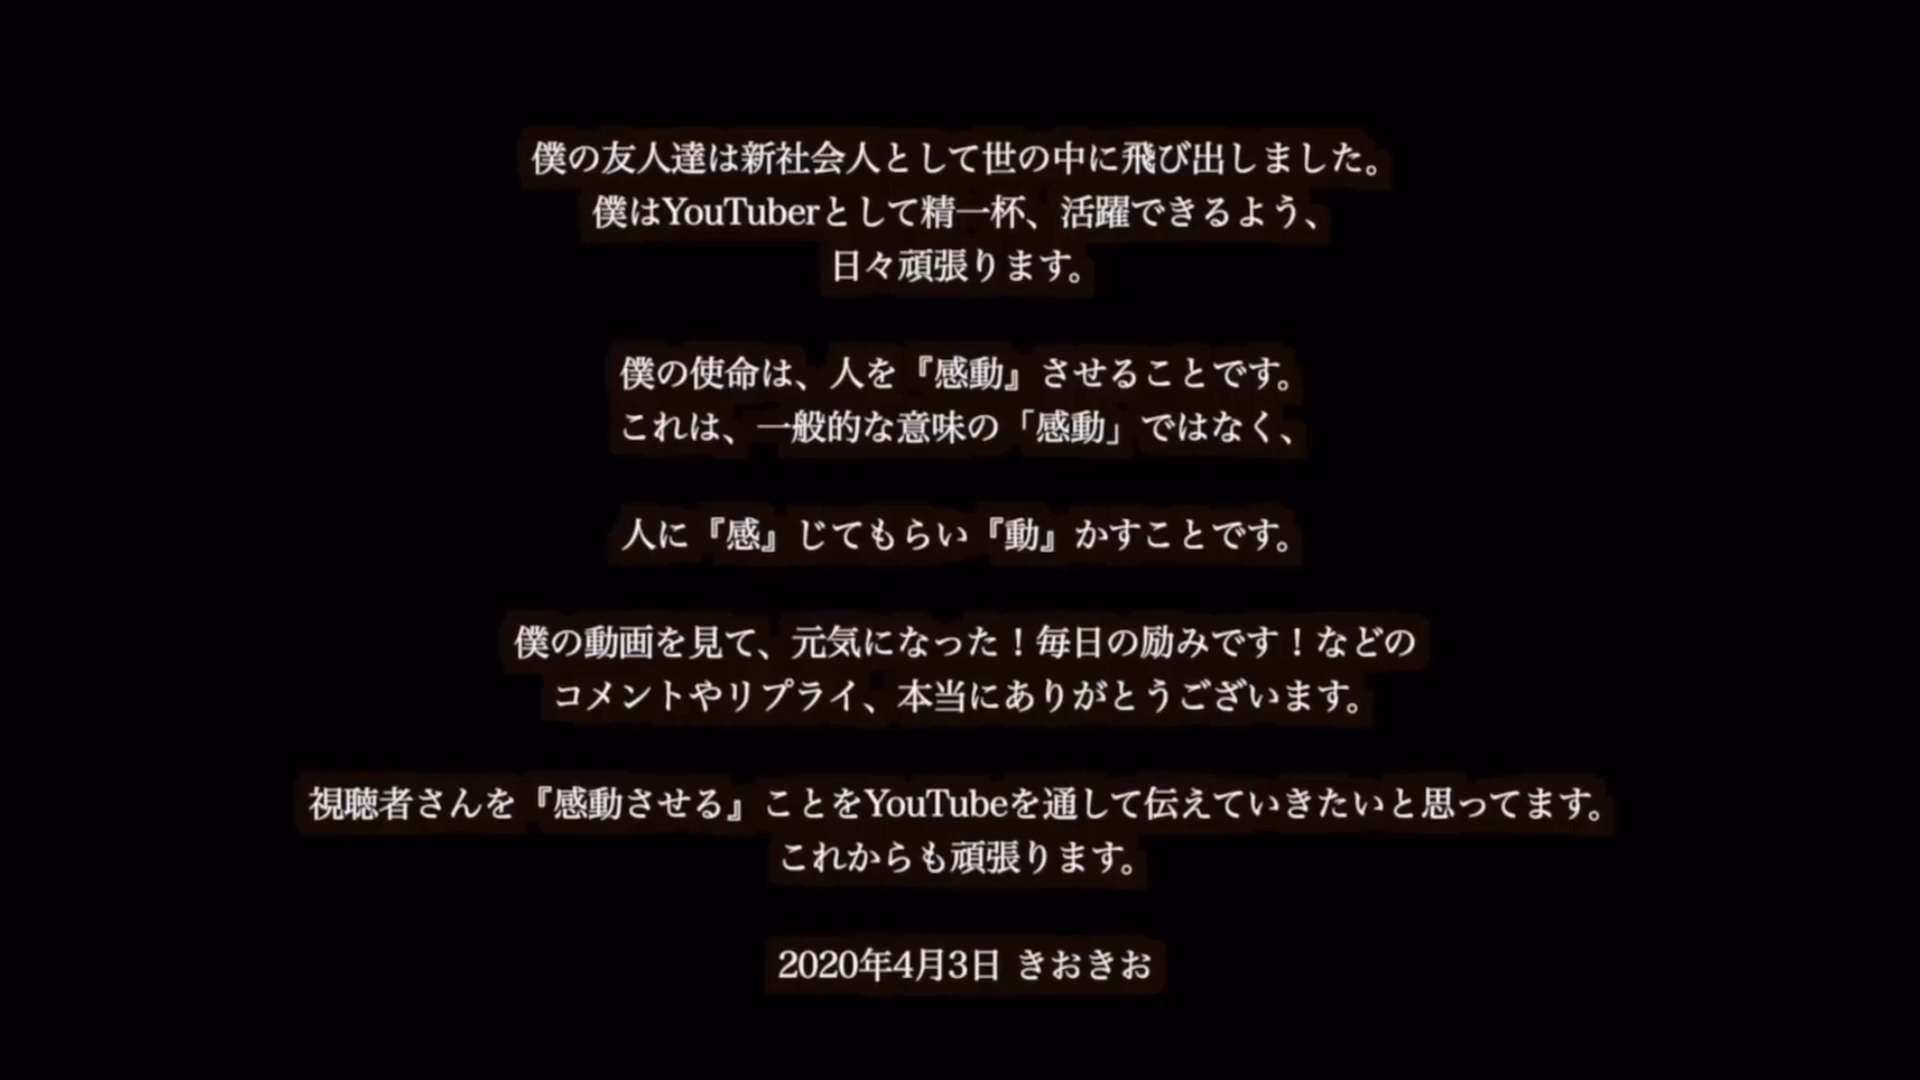 僕の友人達は新社会人として世の中に飛び出しました。
僕はYouTuberとして精一杯、活躍できるよう、
日々頑張ります。
僕の使命は、人を『感動』させることです。
これは、一般的な意味の「感動」ではなく、
人に『感』じてもらい『動』かすことです。
僕の動画を見て、元気になった！毎日の励みです！などの
コメントやリプライ、本当にありがとうございます。
視聴者さんを『感動させる』ことをYouTubeを通して伝えていきたいと思ってます。
これからも頑張ります。
2020年4月3日 きおきお